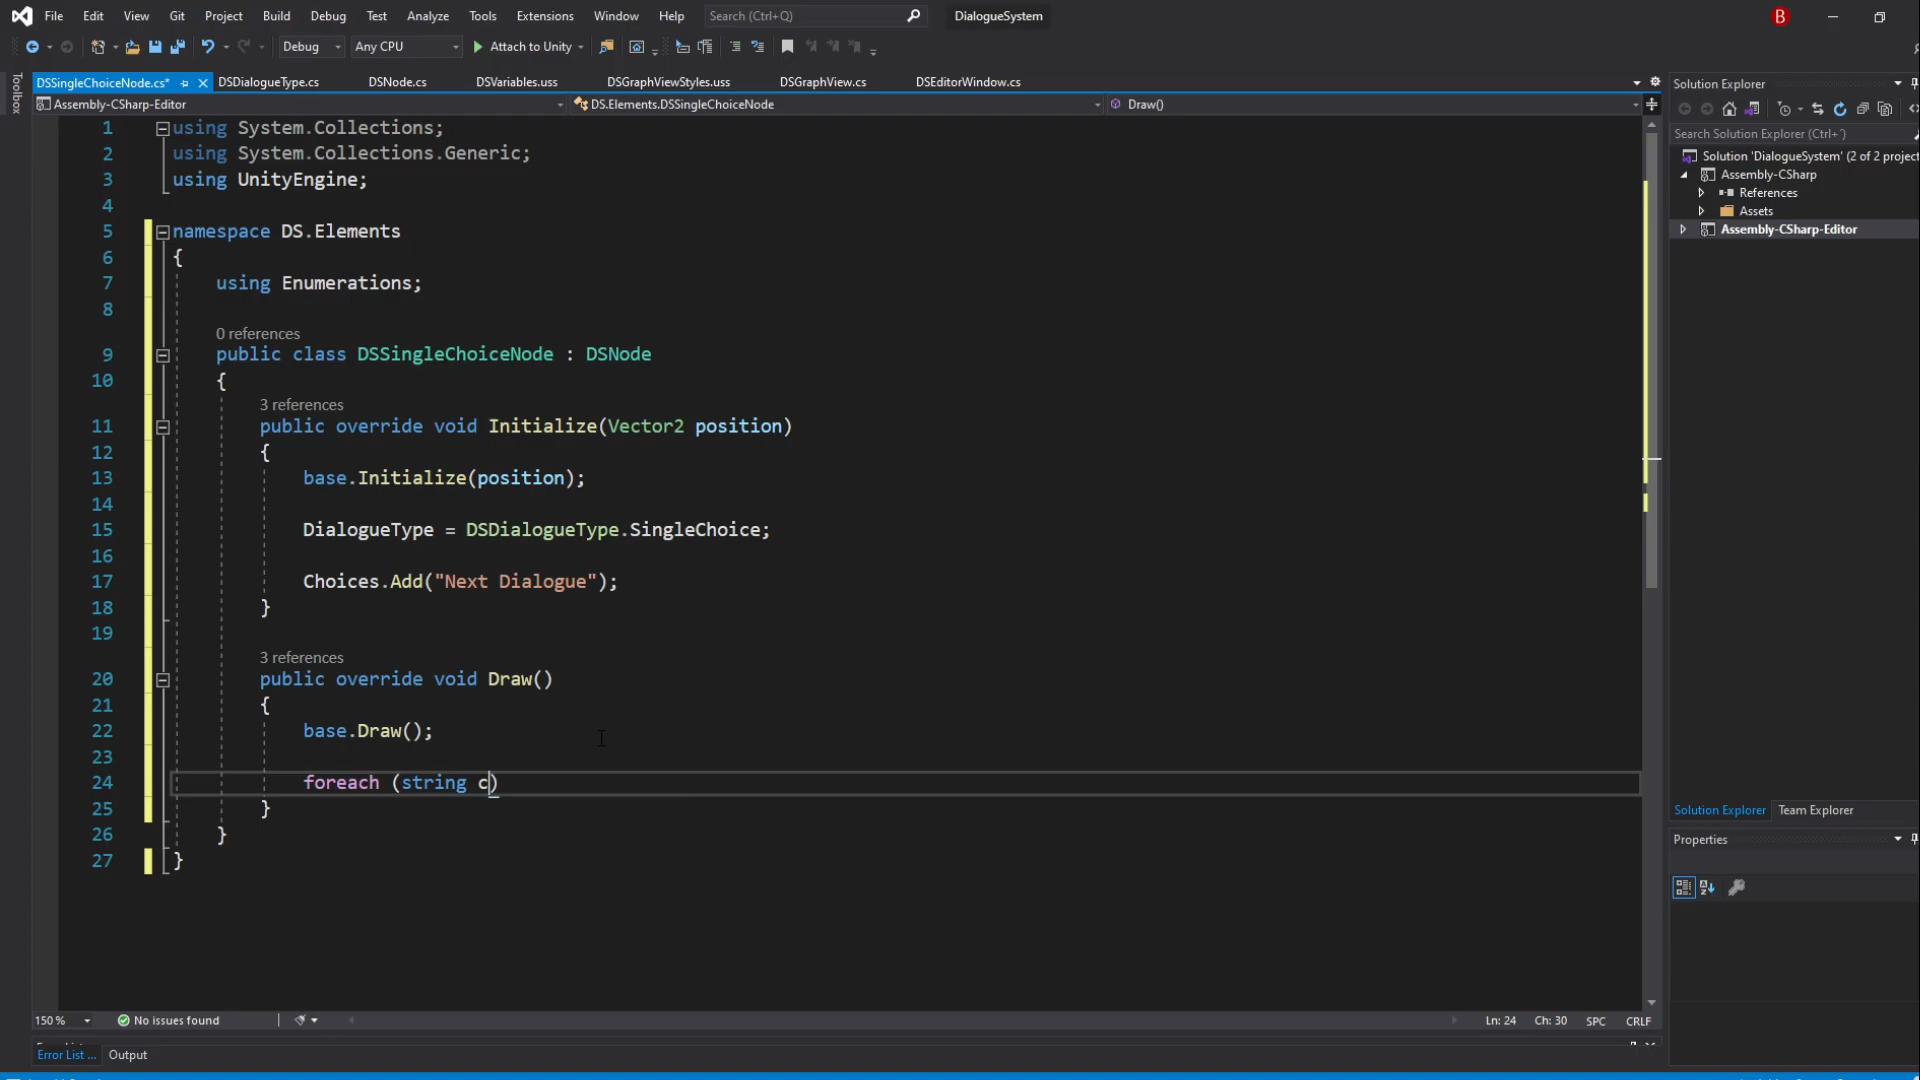 File Edit View Git Project Build Debug Test Analyze Tools Extensions Window Help Search (Ctrl+Q) DialogueSystem B
Debug Any CPU Attach to Unity
Toolbox
DSSingleChoiceNode.cs* DSDialogueType.cs DSNode.cs DSVariables.uss DSGraphViewStyles.uss DSGraphView.cs DSEditorWindow.cs
Assembly-CSharp-Editor DS.Elements.DSSingleChoiceNode Draw()
1 using System.Collections;
2 using System.Collections.Generic;
3 using UnityEngine;
4
5 namespace DS.Elements
6 {
7 using Enumerations;
8
0 references
9 public class DSSingleChoiceNode : DSNode
10 {
3 references
11 public override void Initialize(Vector2 position)
12 {
13 base.Initialize(position);
14
15 DialogueType = DSDialogueType.SingleChoice;
16
17 Choices.Add("Next Dialogue");
18 }
19
3 references
20 public override void Draw()
21 {
22 base.Draw();
23
24 foreach (string c)
25 }
26 }
27 }
150 % No issues found Ln: 24 Ch: 30 SPC CRLF
Error List ... Output
Solution Explorer
Search Solution Explorer (Ctrl+´)
Solution 'DialogueSystem' (2 of 2 project
Assembly-CSharp
References
Assets
Assembly-CSharp-Editor
Solution Explorer Team Explorer
Properties